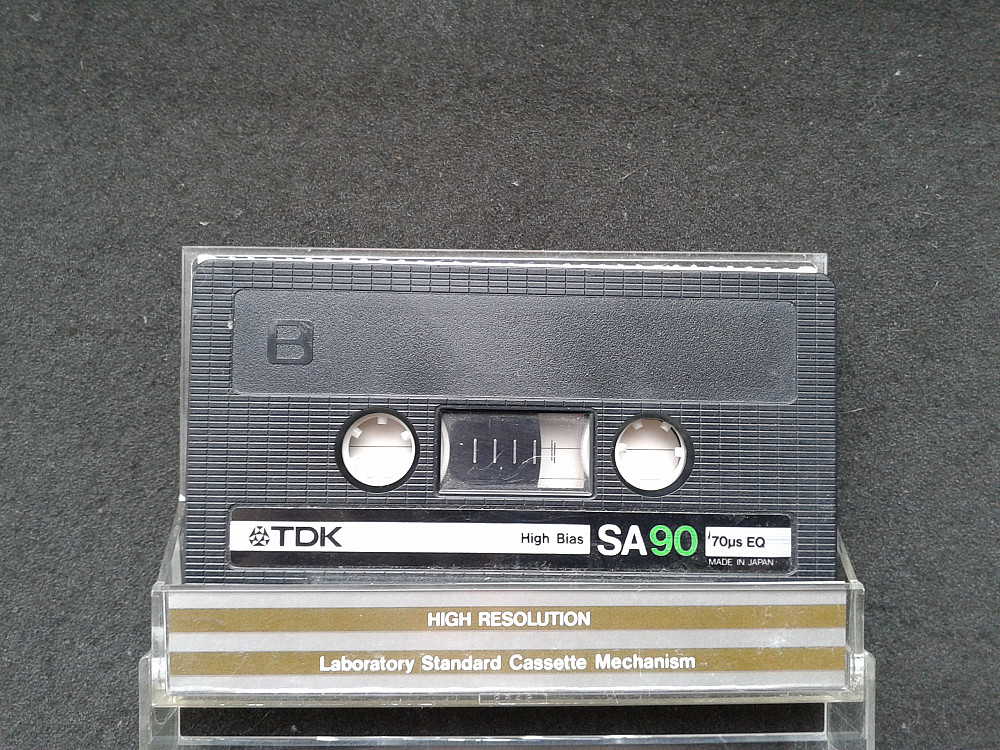 B
TDK High Bias SA90 70µs EQ
MADE IN JAPAN
HIGH RESOLUTION
Laboratory Standard Cassette Mechanism